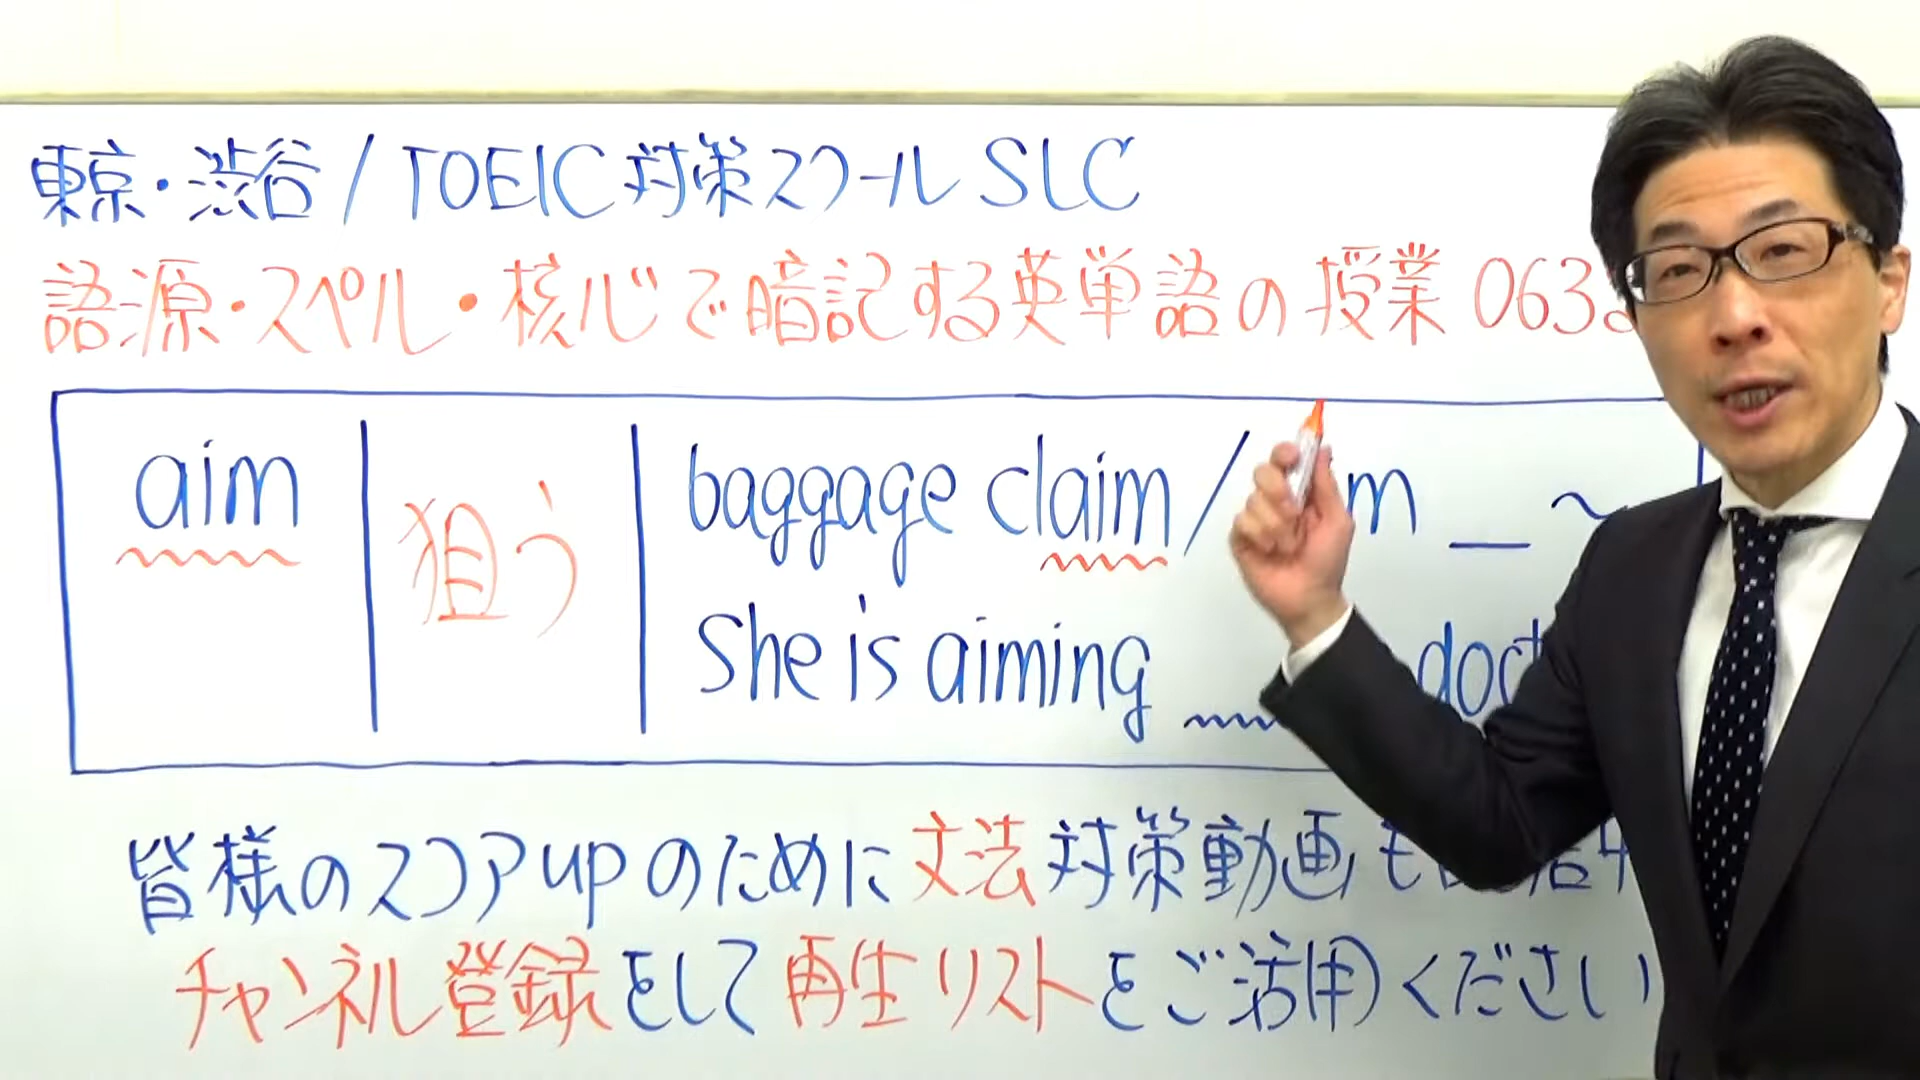 東京・渋谷/TOEIC対策スクールSLC
語源・スペル・核心で暗記する英単語の授業 063
aim
狙う
baggage claim / m _ ~
She is aiming
皆様のスコアupのために文法対策動画も
チャンネル登録をして再生リストをご活用ください